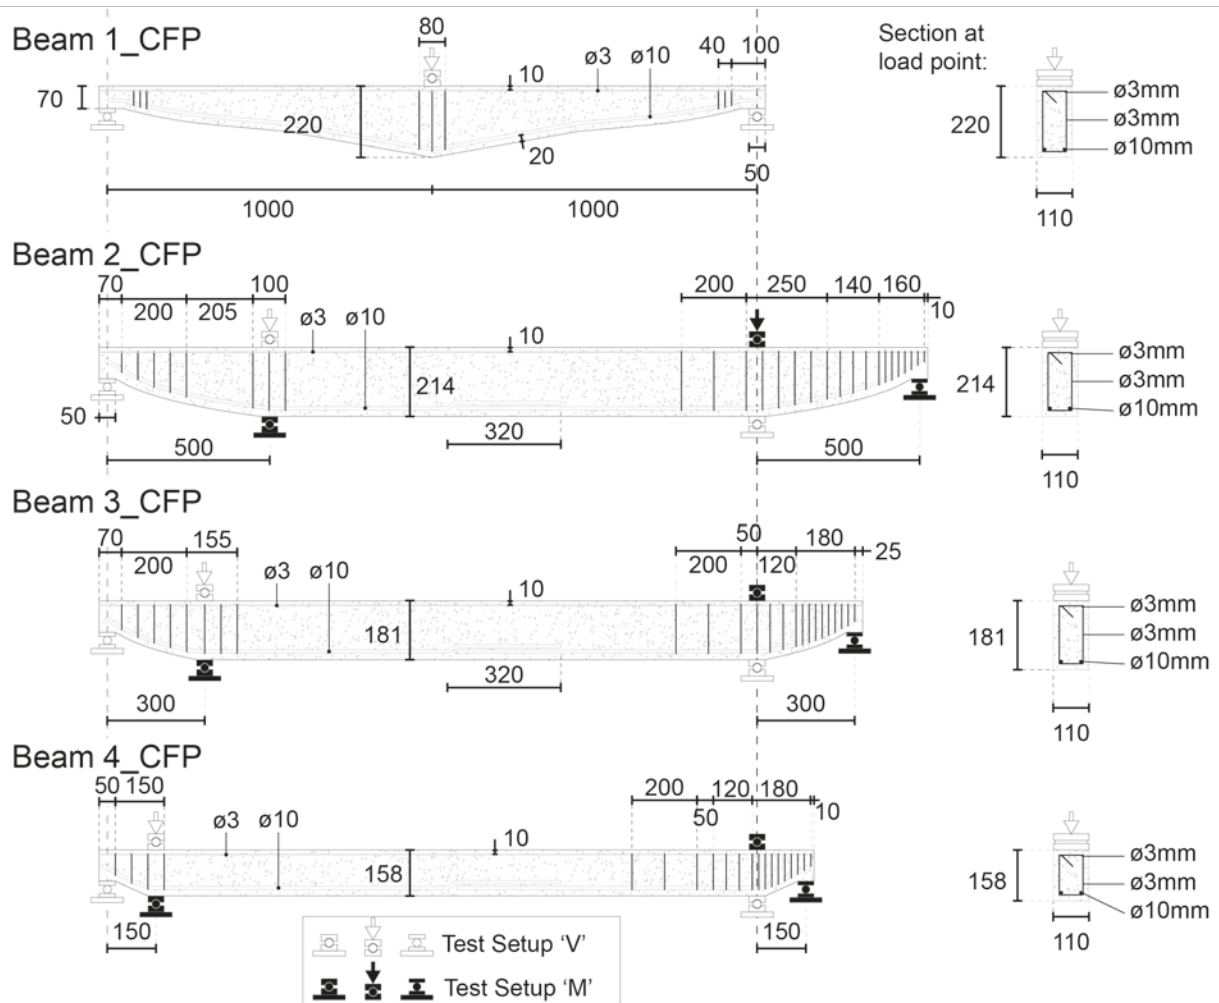 Beam 1_CFP
80
40 100
Section at
load point:
10
ø3
ø10
70
220
20
50
1000
1000
ø3mm
ø3mm
ø10mm
220
110
Beam 2_CFP
70
100
200
205
ø3
ø10
10
200
250
140
160
10
214
50
320
500
500
ø3mm
ø3mm
ø10mm
214
110
Beam 3_CFP
70
155
200
ø3
ø10
10
50
180
200
120
25
181
320
300
300
ø3mm
ø3mm
ø10mm
181
110
Beam 4_CFP
50 150
ø3
ø10
10
200
120
180
50
10
158
150
150
ø3mm
ø3mm
ø10mm
158
110
Test Setup ‘V’
Test Setup ‘M’